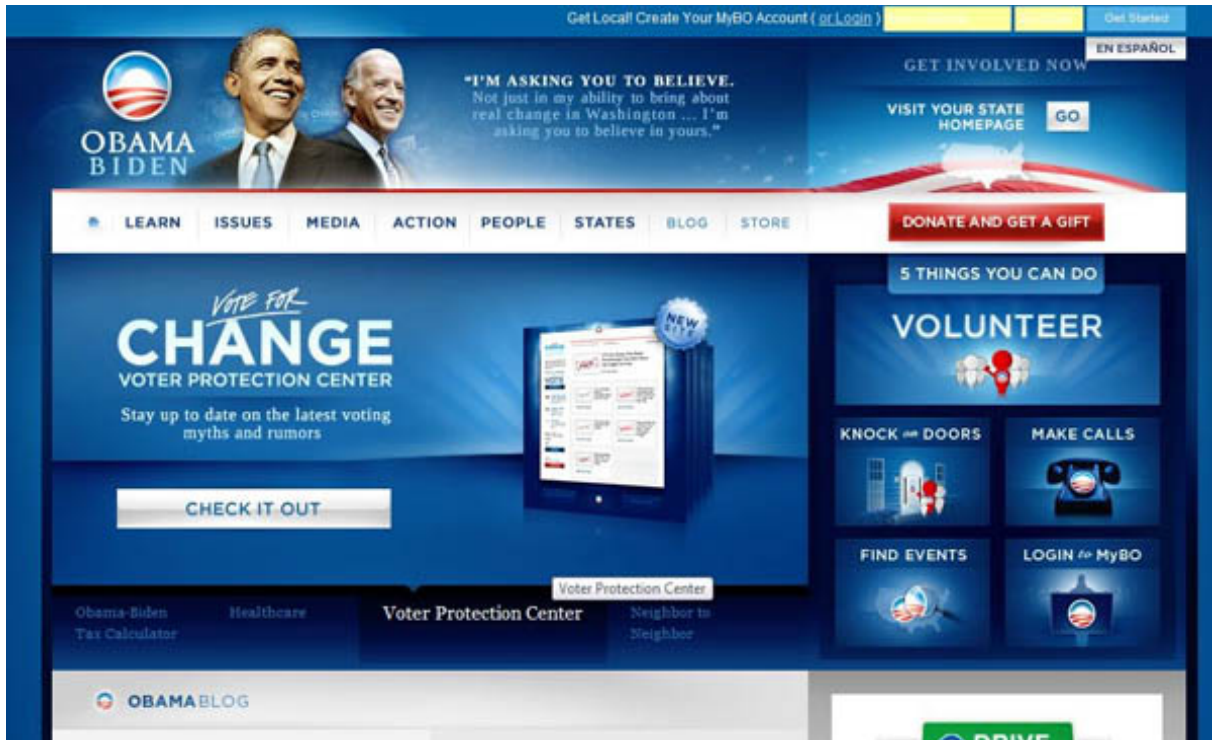 Get Local! Create Your MyBO Account ( or Login )
Get Started
EN ESPAÑOL
OBAMA
BIDEN
“I'M ASKING YOU TO BELIEVE.
Not just in my ability to bring about
real change in Washington ... I'm
asking you to believe in yours.”
GET INVOLVED NOW
VISIT YOUR STATE
HOMEPAGE
GO
LEARN ISSUES MEDIA ACTION PEOPLE STATES BLOG STORE
DONATE AND GET A GIFT
VOTE FOR
CHANGE
VOTER PROTECTION CENTER
Stay up to date on the latest voting
myths and rumors
CHECK IT OUT
NEW
SITE
5 THINGS YOU CAN DO
VOLUNTEER
KNOCK on DOORS
MAKE CALLS
FIND EVENTS
LOGIN to MyBO
Voter Protection Center
Obama-Biden
Tax Calculator
Healthcare
Voter Protection Center
Neighbor to
Neighbor
OBAMABLOG
DRIVE